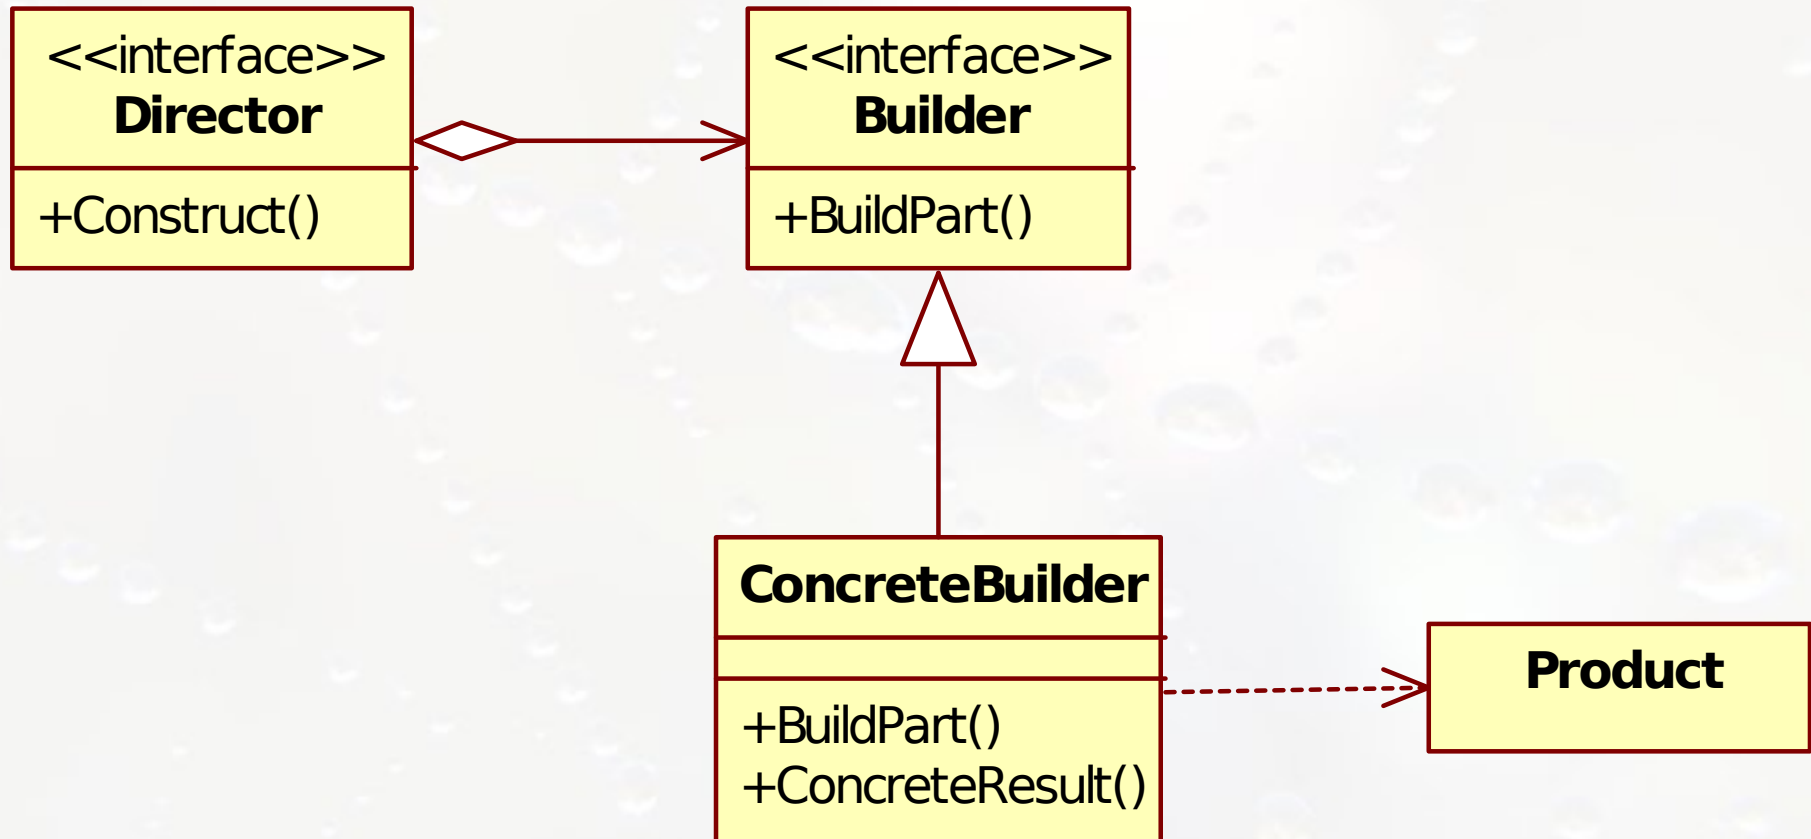 <<interface>>
Director
+Construct()
<<interface>>
Builder
+BuildPart()
ConcreteBuilder
+BuildPart()
+ConcreteResult()
Product